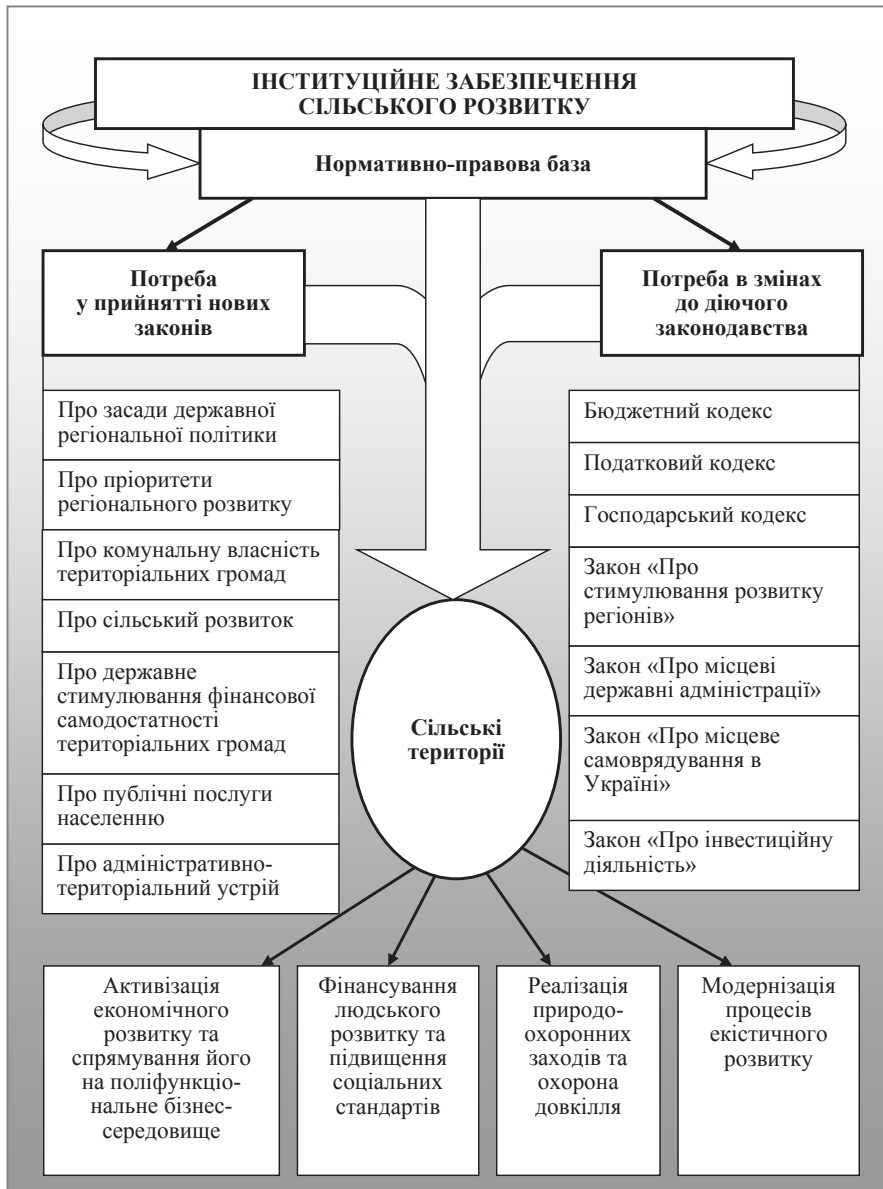 ІНСТИТУЦІЙНЕ ЗАБЕЗПЕЧЕННЯ
СІЛЬСЬКОГО РОЗВИТКУ
Нормативно-правова база
Потреба
у прийнятті нових
законів
Про засади державної
регіональної політики
Про пріоритети
регіонального розвитку
Про комунальну власність
територіальних громад
Про сільський розвиток
Про державне
стимулювання фінансової
самодостатності
територіальних громад
Про публічні послуги
населенню
Про адміністративно-
територіальний устрій
Потреба в змінах
до діючого
законодавства
Бюджетний кодекс
Податковий кодекс
Господарський кодекс
Закон «Про
стимулювання розвитку
регіонів»
Закон «Про місцеві
державні адміністрації»
Закон «Про місцеве
самоврядування в
Україні»
Закон «Про інвестиційну
діяльність»
Сільські
території
Активізація
економічного
розвитку та
спрямування його
на поліфункціо-
нальне бізнес-
середовище
Фінансування
людського
розвитку та
підвищення
соціальних
стандартів
Реалізація
природо-
охоронних
заходів та
охорона
довкілля
Модернізація
процесів
екістичного
розвитку